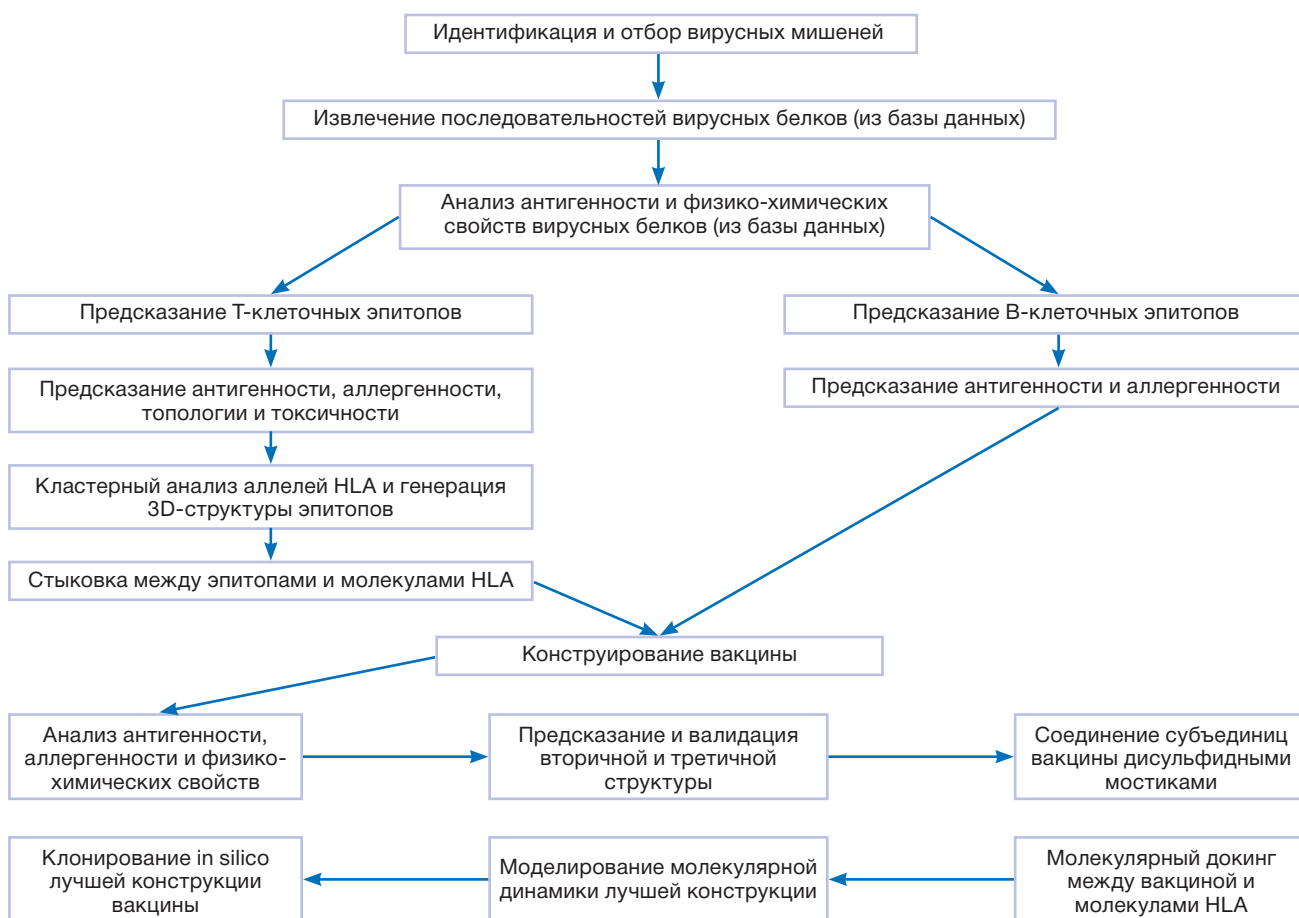 Идентификация и отбор вирусных мишеней
Извлечение последовательностей вирусных белков (из базы данных)
Анализ антигенности и физико-химических
свойств вирусных белков (из базы данных)
Предсказание Т-клеточных эпитопов
Предсказание В-клеточных эпитопов
Предсказание антигенности, аллергенности,
топологии и токсичности
Предсказание антигенности и аллергенности
Кластерный анализ аллелей HLA и генерация
3D-структуры эпитопов
Стыковка между эпитопами и молекулами HLA
Конструирование вакцины
Анализ антигенности,
аллергенности и физико-
химических свойств
Предсказание и валидация
вторичной и третичной
структуры
Соединение субъединиц
вакцины дисульфидными
мостиками
Клонирование in silico
лучшей конструкции
вакцины
Моделирование молекулярной
динамики лучшей конструкции
Молекулярный докинг
между вакциной и
молекулами HLA